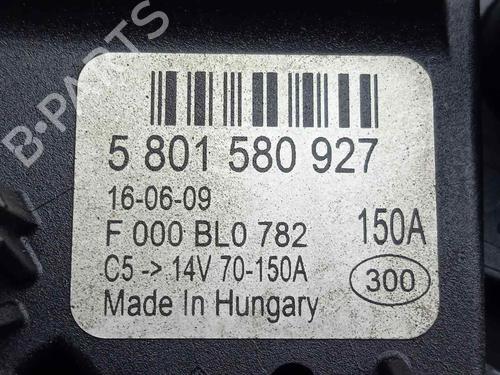 B-PARTS
5 801 580 927
16-06-09
F 000 BL0 782 150A
C5 -> 14V 70-150A 300
Made In Hungary